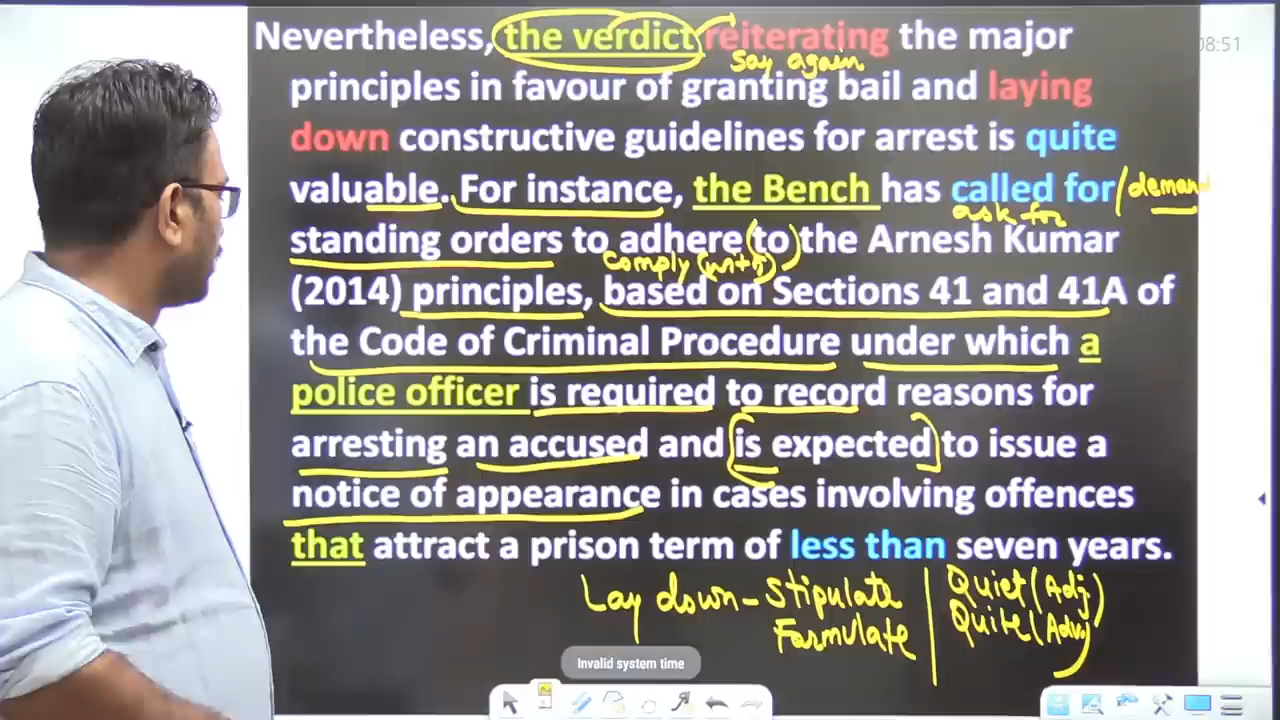 Nevertheless, the verdict reiterating the major
say again
principles in favour of granting bail and laying
down constructive guidelines for arrest is quite
valuable. For instance, the Bench has called for/deman
ask for
standing orders to adhere (to) the Arnesh Kumar
comply (with)
(2014) principles, based on Sections 41 and 41A of
the Code of Criminal Procedure under which a
police officer is required to record reasons for
arresting an accused and [is expected] to issue a
notice of appearance in cases involving offences
that attract a prison term of less than seven years.
Lay down - Stipulate
Formulate
Quiet (Adj)
Quite (Adv)
Invalid system time
08:51